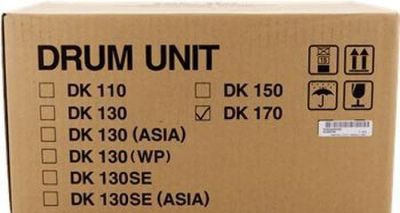 DRUM UNIT
DK 110
DK 150
DK 130
DK 170
DK 130 (ASIA)
DK 130 (WP)
DK 130SE
DK 130SE (ASIA)